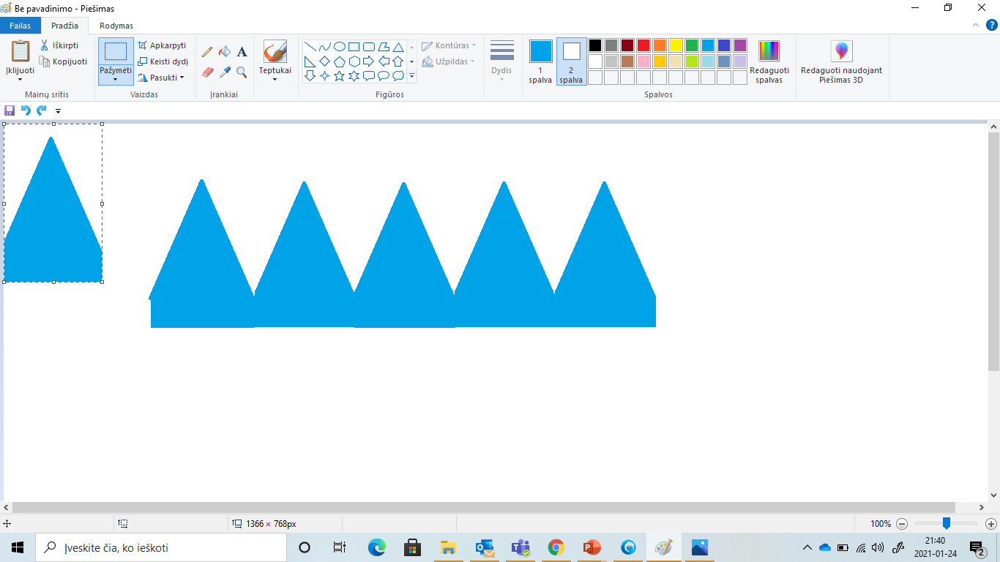 Be pavadinimo - Piešimas
Failas Pradžia Rodymas
Įklijuoti
Iškirpti
Kopijuoti
Mainų sritis
Pažymėti
Apkarpyti
Keisti dydį
Pasukti
Vaizdas
A
Įrankiai
Teptukai
Kontūras
Užpildas
Figūros
Dydis
1 spalva
2 spalva
Redaguoti spalvas
Spalvos
Redaguoti naudojant
Piešimas 3D
1366 × 768px
100%
Įveskite čia, ko ieškoti
21:40
2021-01-24
2